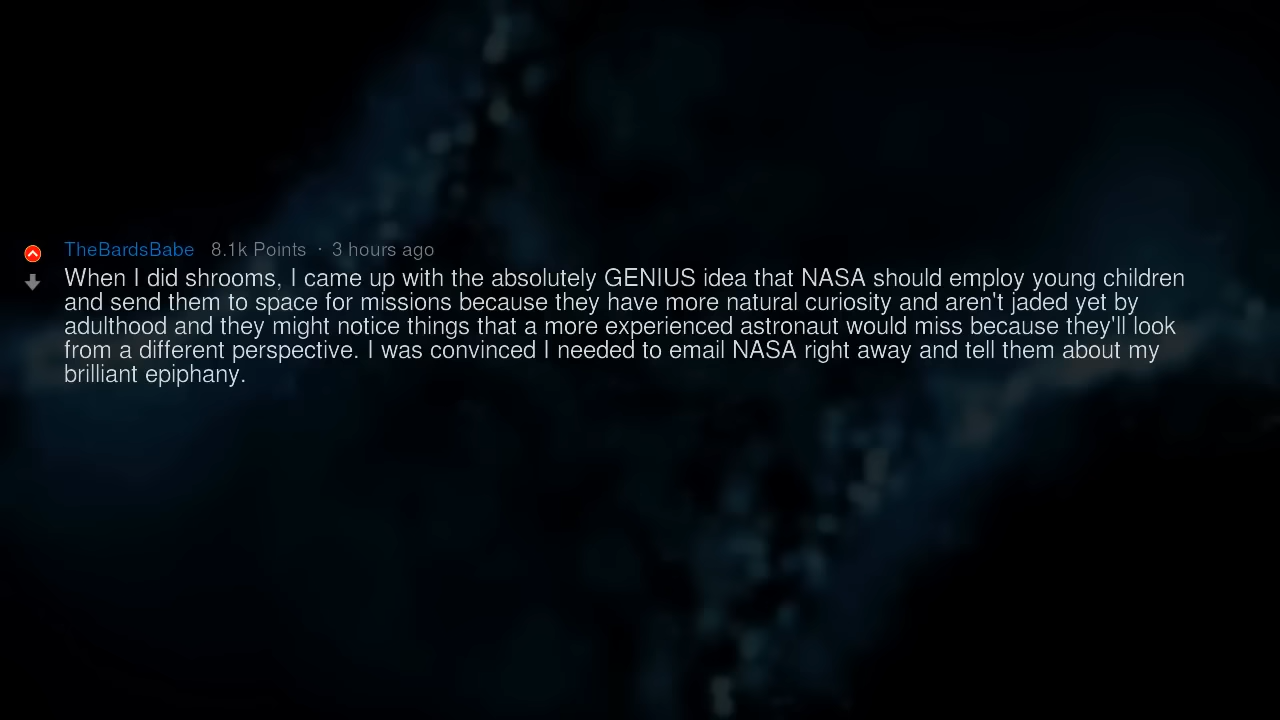 TheBardsBabe 8.1k Points · 3 hours ago
When I did shrooms, I came up with the absolutely GENIUS idea that NASA should employ young children
and send them to space for missions because they have more natural curiosity and aren't jaded yet by
adulthood and they might notice things that a more experienced astronaut would miss because they'll look
from a different perspective. I was convinced I needed to email NASA right away and tell them about my
brilliant epiphany.